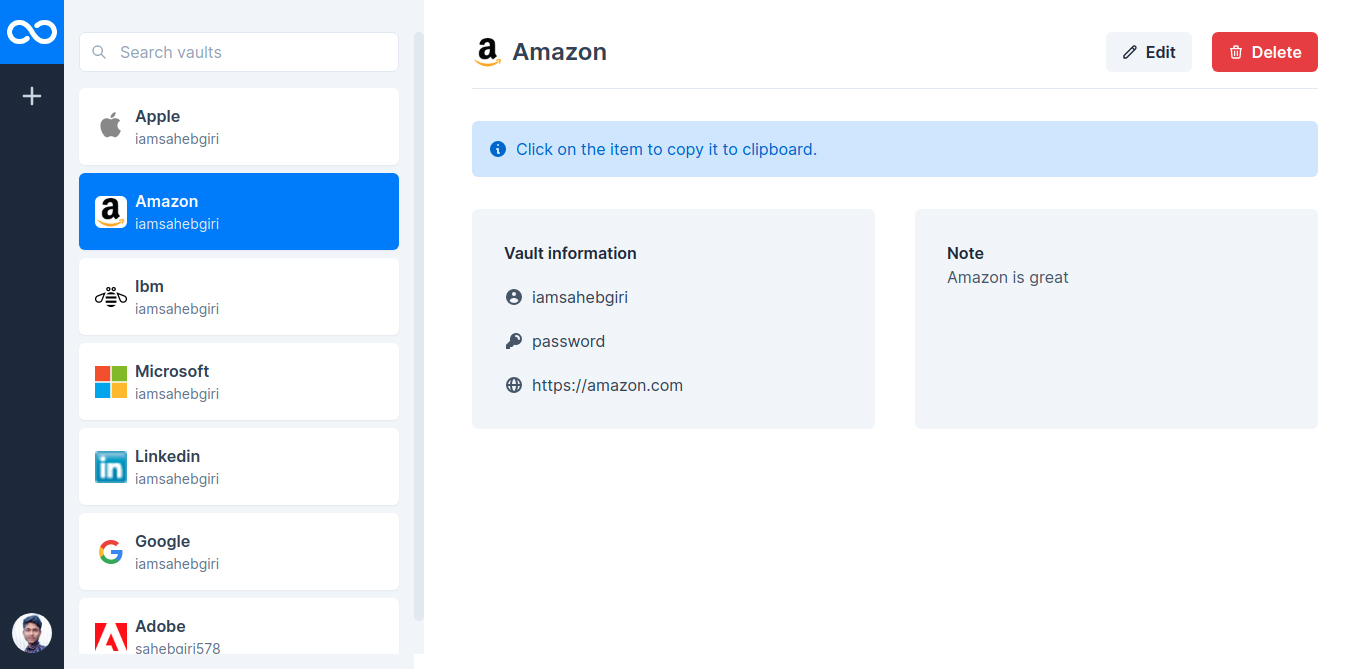 Search vaults
Apple
iamsahebgiri
Amazon
iamsahebgiri
Ibm
iamsahebgiri
Microsoft
iamsahebgiri
in
Linkedin
iamsahebgiri
Google
iamsahebgiri
Adobe
sahebgiri578
Amazon
Edit
Delete
Click on the item to copy it to clipboard.
Vault information
iamsahebgiri
password
https://amazon.com
Note
Amazon is great